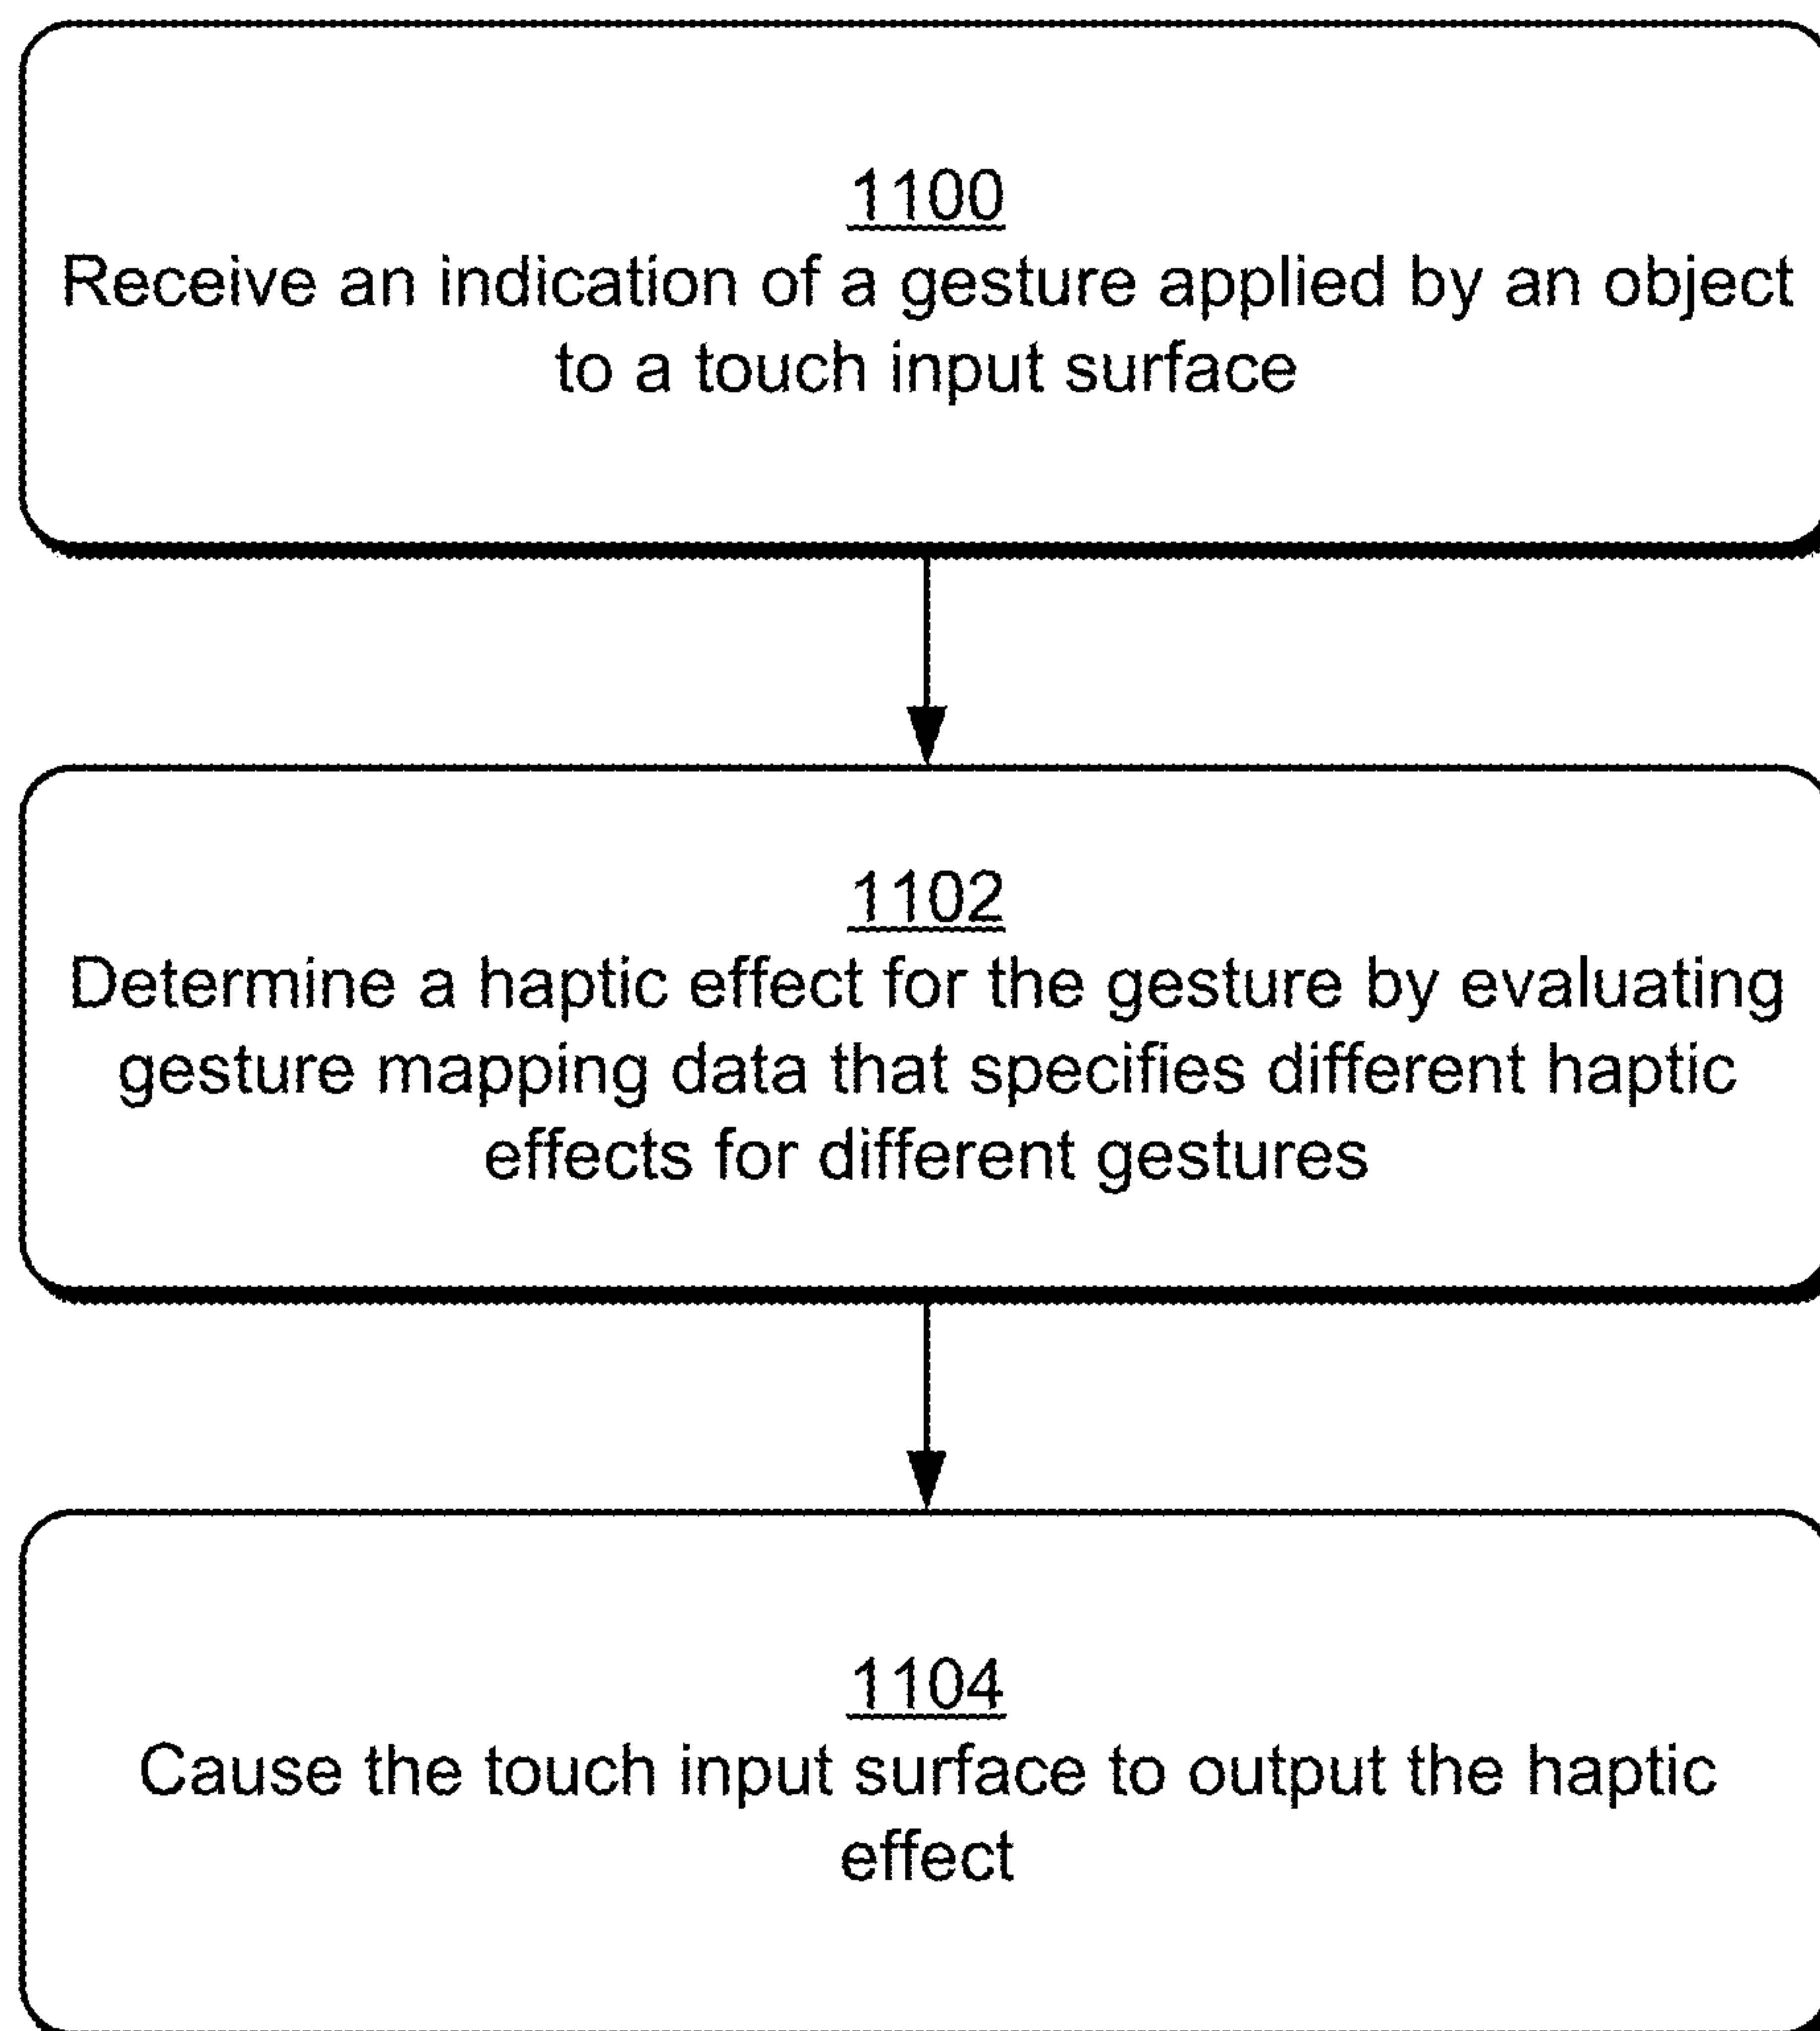 1100
Receive an indication of a gesture applied by an object
to a touch input surface
1102
Determine a haptic effect for the gesture by evaluating
gesture mapping data that specifies different haptic
effects for different gestures
1104
Cause the touch input surface to output the haptic
effect